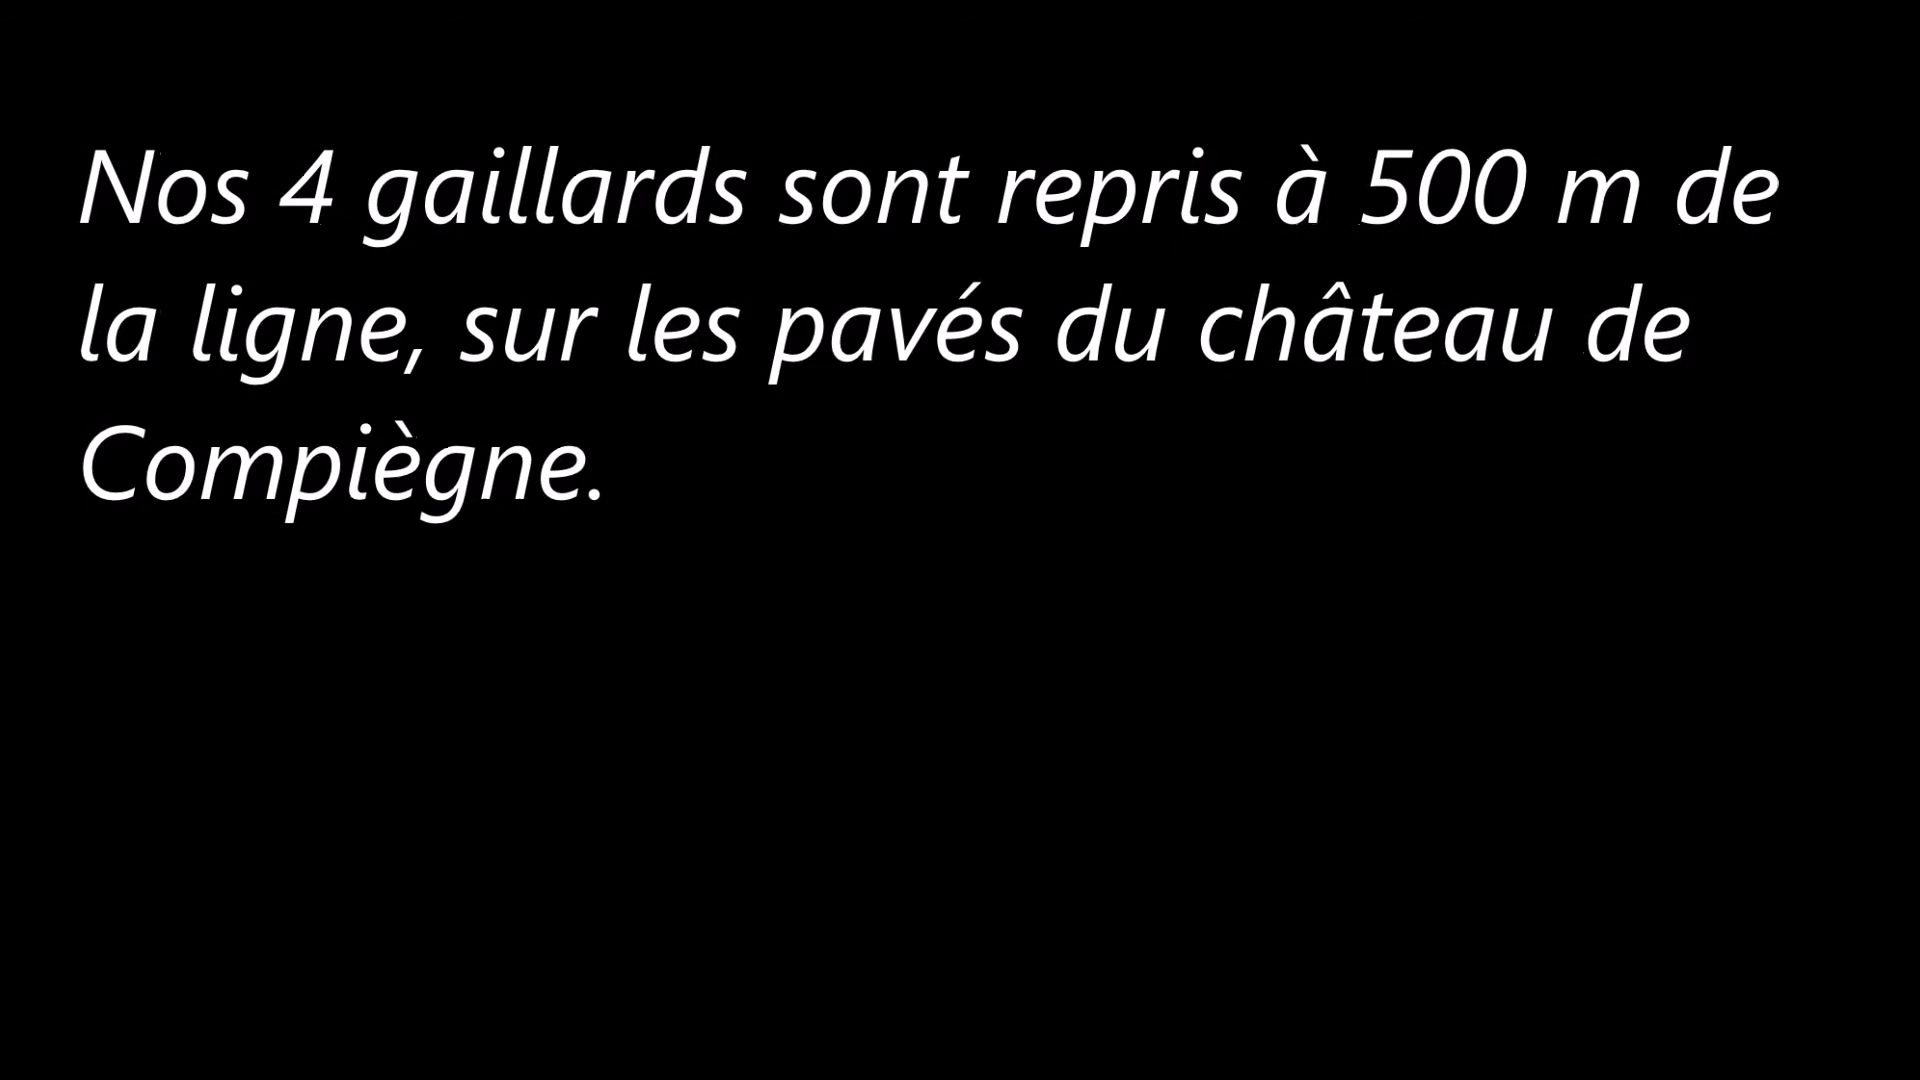 Nos 4 gaillards sont repris à 500 m de
la ligne, sur les pavés du château de
Compiègne.